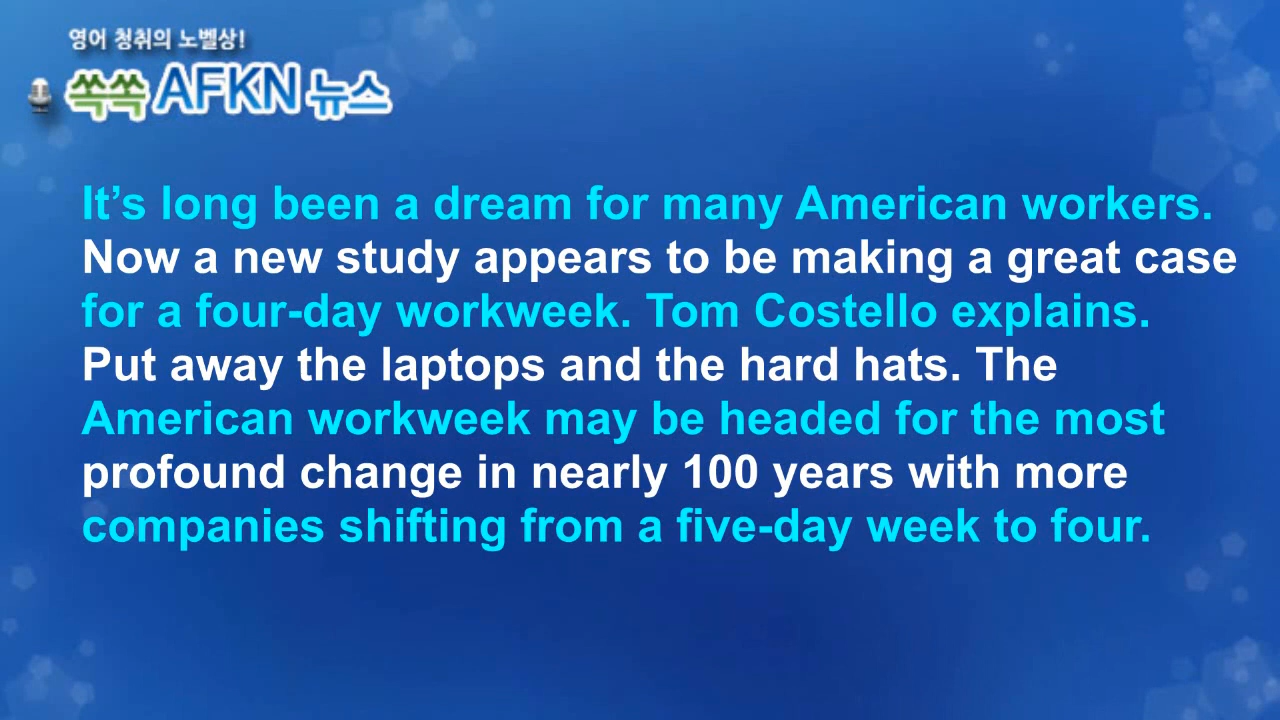 영어 청취의 노벨상!
쏙쏙 AFKN 뉴스
It’s long been a dream for many American workers.
Now a new study appears to be making a great case
for a four-day workweek. Tom Costello explains.
Put away the laptops and the hard hats. The
American workweek may be headed for the most
profound change in nearly 100 years with more
companies shifting from a five-day week to four.